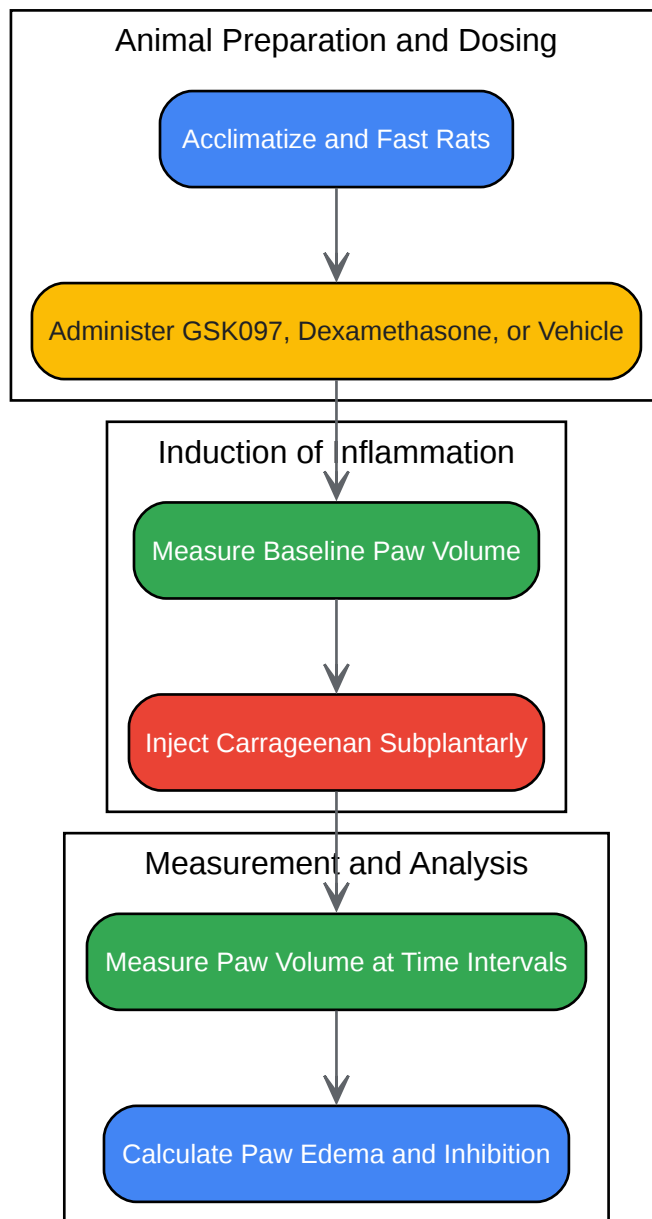 Animal Preparation and Dosing
Acclimatize and Fast Rats
Administer GSK097, Dexamethasone, or Vehicle
Induction of Inflammation
Measure Baseline Paw Volume
Inject Carrageenan Subplantarly
Measurement and Analysis
Measure Paw Volume at Time Intervals
Calculate Paw Edema and Inhibition